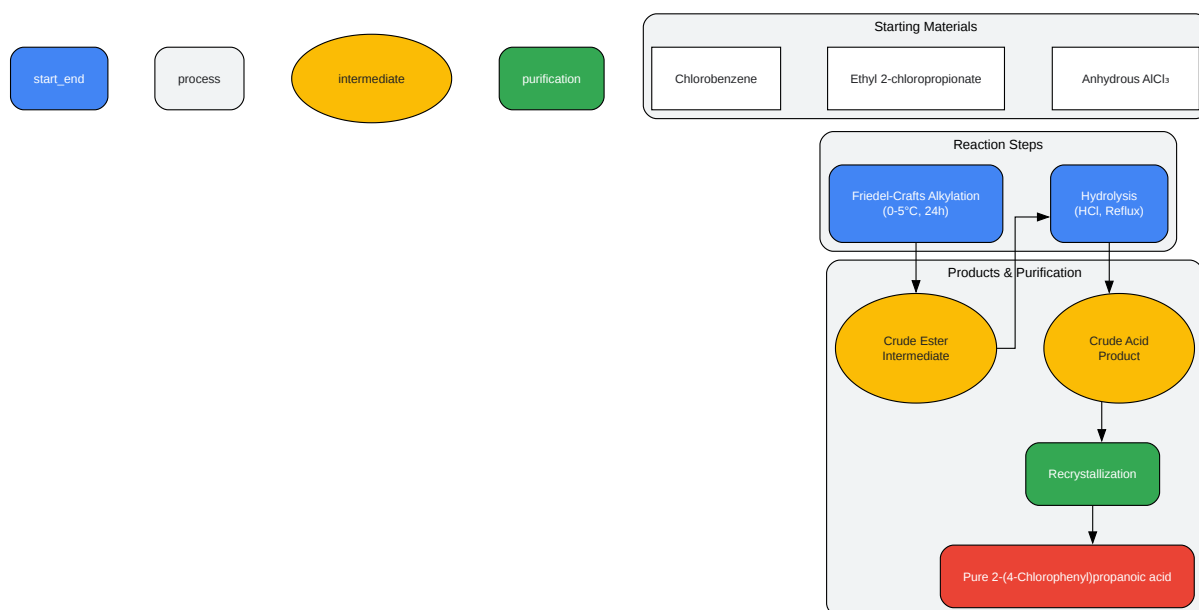 Starting Materials
start_end
process
intermediate
purification
Chlorobenzene
Ethyl 2-chloropropionate
Anhydrous AlCl₃
Reaction Steps
Friedel-Crafts Alkylation
(0-5°C, 24h)
Hydrolysis
(HCl, Reflux)
Products & Purification
Crude Ester
Intermediate
Crude Acid
Product
Recrystallization
Pure 2-(4-Chlorophenyl)propanoic acid